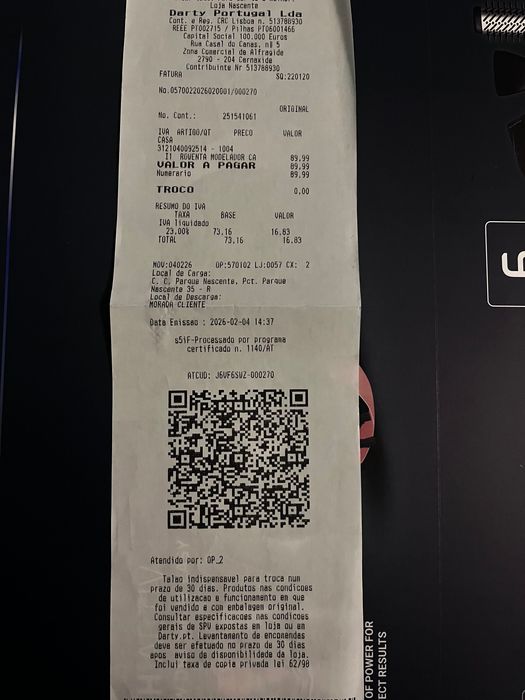 Loja Nascente
Darty Portugal Lda
Cont. e Reg. CRC Lisboa n. 513788930
REEE PT002715 / Pilhas PT06001466
Capital Social 100.000 Euros
Rua Casal do Canas, nº 5
Zona Comercial de Alfragide
2790 - 204 Carnaxide
Contribuinte Nr 513788930
FATURA SQ:220120
No.0570022026020001/000270
ORIGINAL
No. Cont.: 251541061
IVA ARTIGO/QT PRECO VALOR
CASA
3121040092514 - 1004
11 ROVENTA MODELADOR CA 89,99
VALOR A PAGAR 89,99
Numerario 89,99
TROCO 0,00
RESUMO DO IVA
TAXA BASE VALOR
IVA liquidado
23,00% 73,16 16,83
TOTAL 73,16 16,83
MOV:040226 OP:570102 LJ:0057 CX: 2
Local de Carga:
C. C. Parque Nascente, Pct. Parque
Nascente 35 - R
Local de Descarga:
MORADA CLIENTE
Data Emissao : 2026-02-04 14:37
s5iF-Processado por programa
certificado n. 1140/AT
ATCUD: J6VF6SVZ-000270
Atendido por: OP_2
Talao indispensavel para troca num
prazo de 30 dias. Produtos nas condicoes
de utilizacao e funcionamento en que
foi vendido e con embalagem original.
Consultar especificacoes nas condicoes
gerais de SPV expostas em loja ou en
Darty.pt. Levantamento de encomendas
deve ser efetuado no prazo de 30 dias
apos aviso de disponibilidade da loja.
Inclui taxa de copia privada lei 62/98
OF POWER FOR
ECT RESULTS